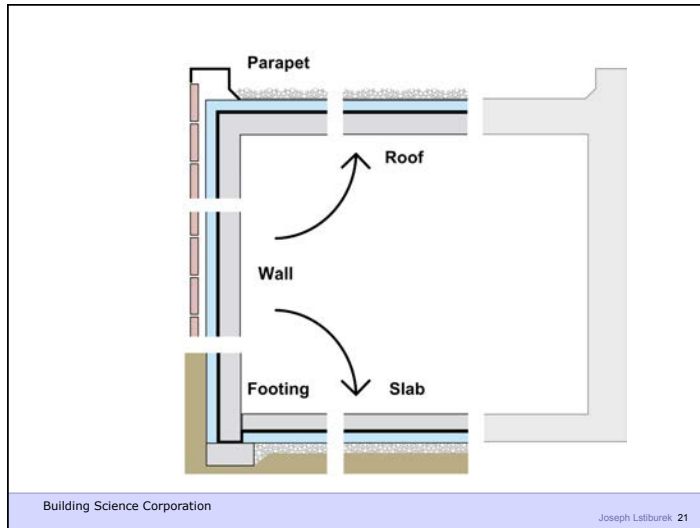 Parapet
Roof
Wall
Footing Slab
Building Science Corporation
Joseph Lstiburek 21